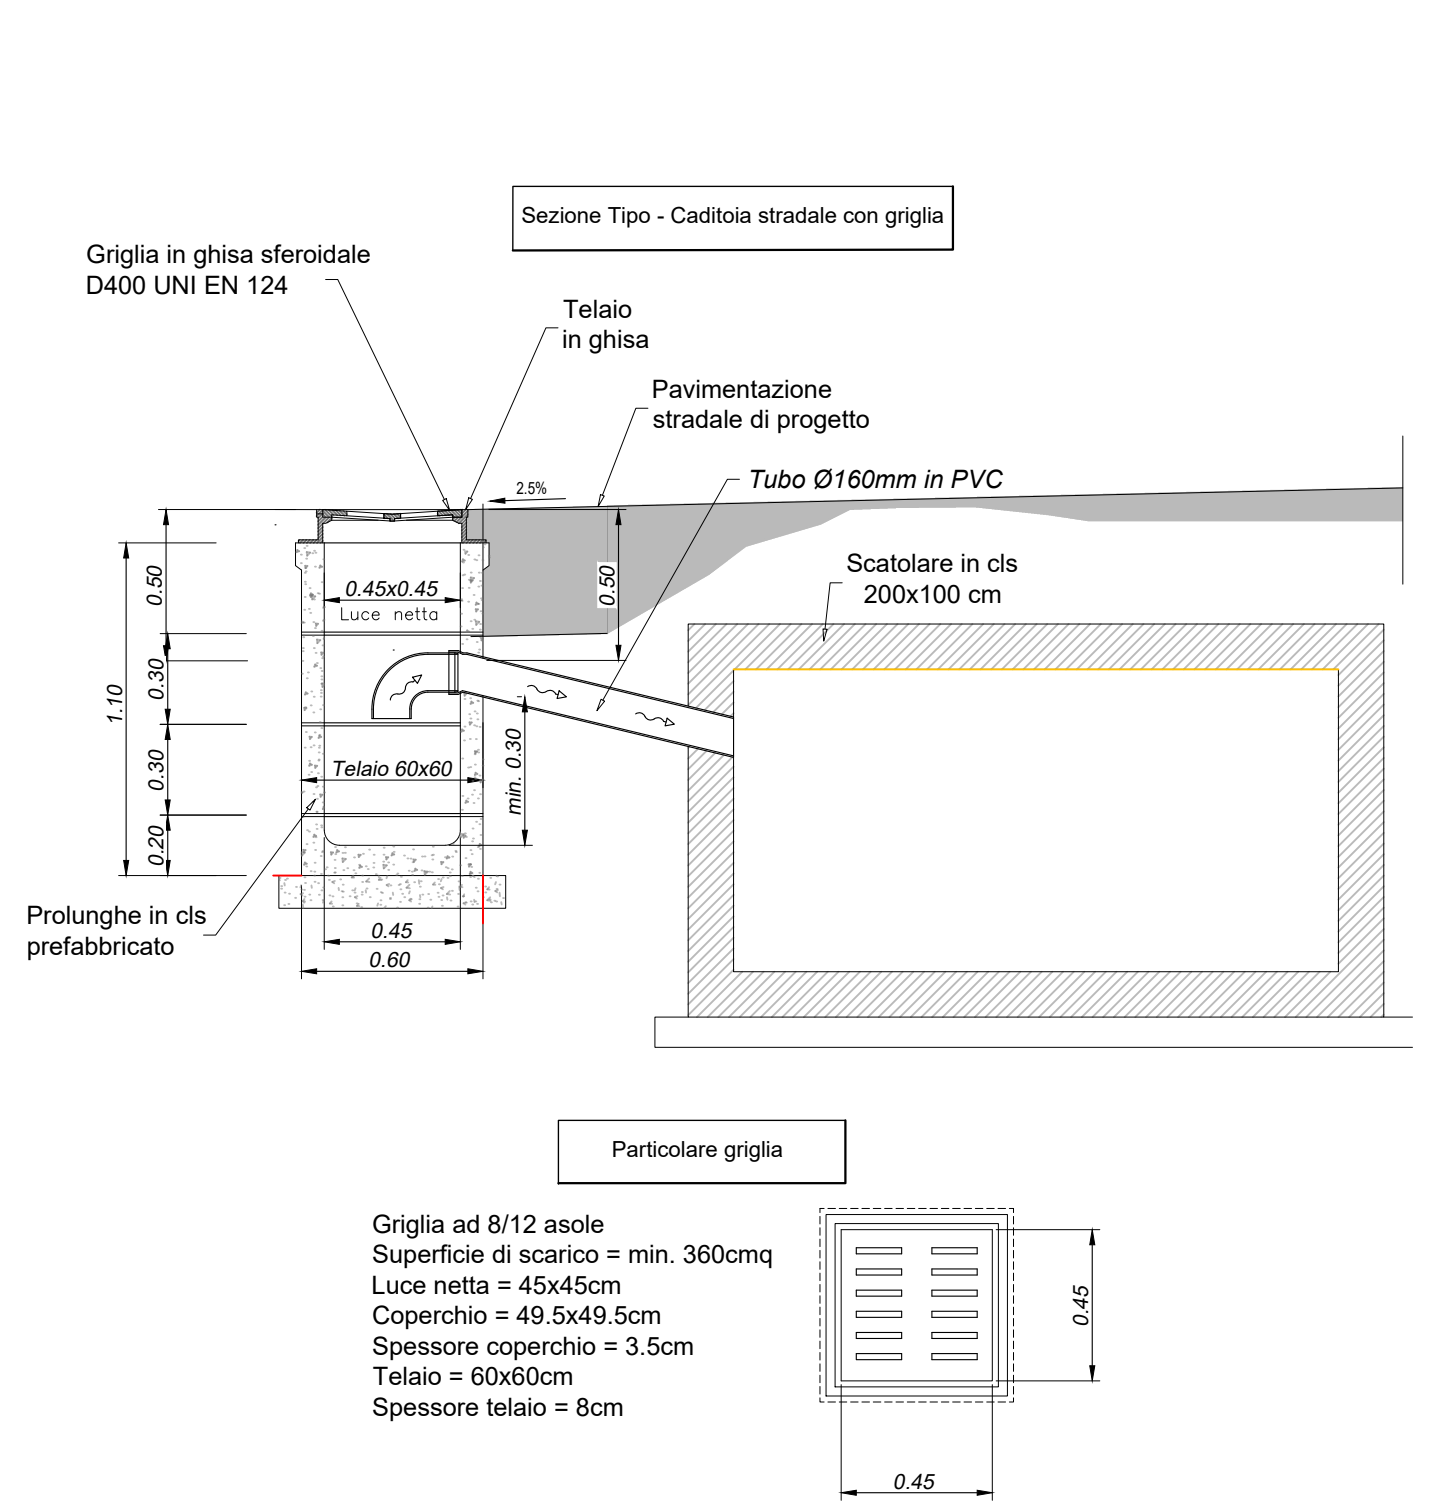 Sezione Tipo - Caditoia stradale con griglia
Griglia in ghisa sferoidale
D400 UNI EN 124
Telaio
in ghisa
Pavimentazione
stradale di progetto
Tubo Ø160mm in PVC
2.5%
Scatolare in cls
200x100 cm
0.50
0.50
0.45x0.45
Luce netta
0.30
1.10
min. 0.30
0.30
Telaio 60x60
0.20
Prolunghe in cls
prefabbricato
0.45
0.60
Particolare griglia
Griglia ad 8/12 asole
Superficie di scarico = min. 360cmq
Luce netta = 45x45cm
Coperchio = 49.5x49.5cm
Spessore coperchio = 3.5cm
Telaio = 60x60cm
Spessore telaio = 8cm
0.45
0.45